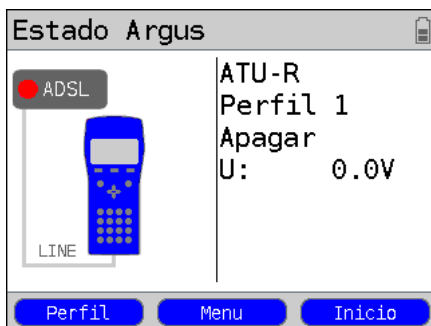 Estado Argus
ADSL
LINE
ATU-R
Perfil 1
Apagar
U: 0.0V
Perfil Menu Inicio